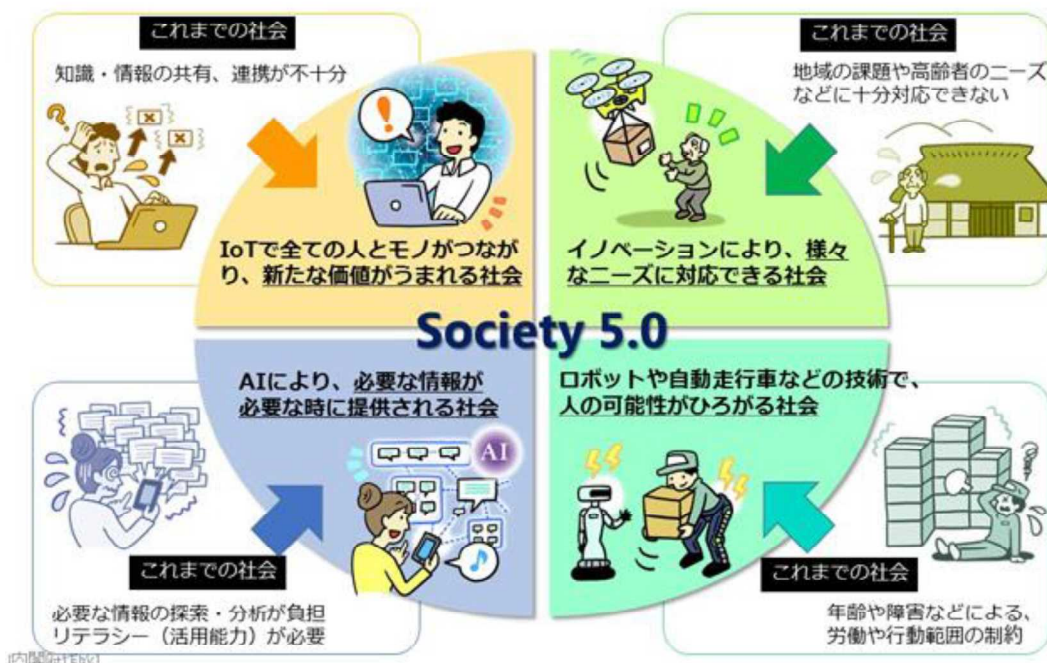 これまでの社会
知識・情報の共有、連携が不十分
IoTで全ての人とモノがつなが
り、新たな価値がうまれる社会
これまでの社会
地域の課題や高齢者のニーズ
などに十分対応できない
イノベーションにより、様々
なニーズに対応できる社会
Society 5.0
AIにより、必要な情報が
必要な時に提供される社会
AI
これまでの社会
必要な情報の探索・分析が負担
リテラシー（活用能力）が必要
ロボットや自動走行車などの技術で、
人の可能性がひろがる社会
これまでの社会
年齢や障害などによる、
労働や行動範囲の制約